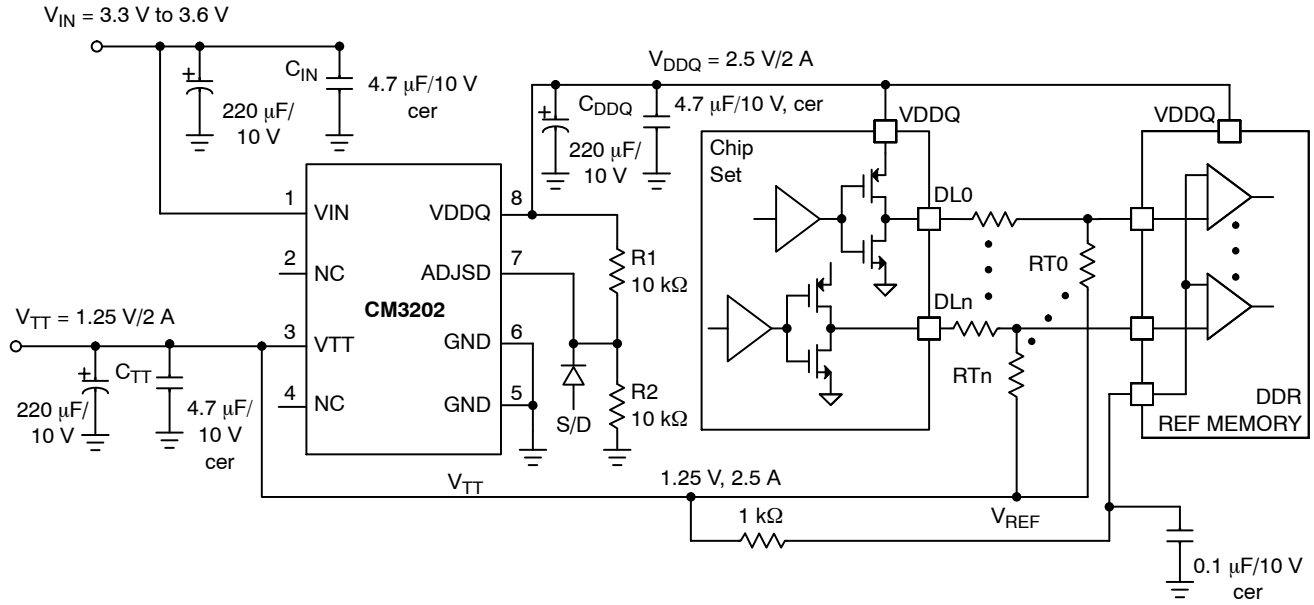 V_IN = 3.3 V to 3.6 V
C_IN
220 μF/
10 V
4.7 μF/10 V
cer
V_DDQ = 2.5 V/2 A
C_DDQ
4.7 μF/10 V, cer
220 μF/
10 V
VDDQ
VDDQ
Chip
Set
1
VIN
VDDQ
8
2
NC
ADJSD
7
CM3202
V_TT = 1.25 V/2 A
3
VTT
GND
6
4
NC
GND
5
C_TT
220 μF/
10 V
4.7 μF/
10 V
cer
R1
10 kΩ
R2
10 kΩ
S/D
DL0
DLn
RT0
RTn
DDR
REF MEMORY
V_TT
1.25 V, 2.5 A
V_REF
1 kΩ
0.1 μF/10 V
cer